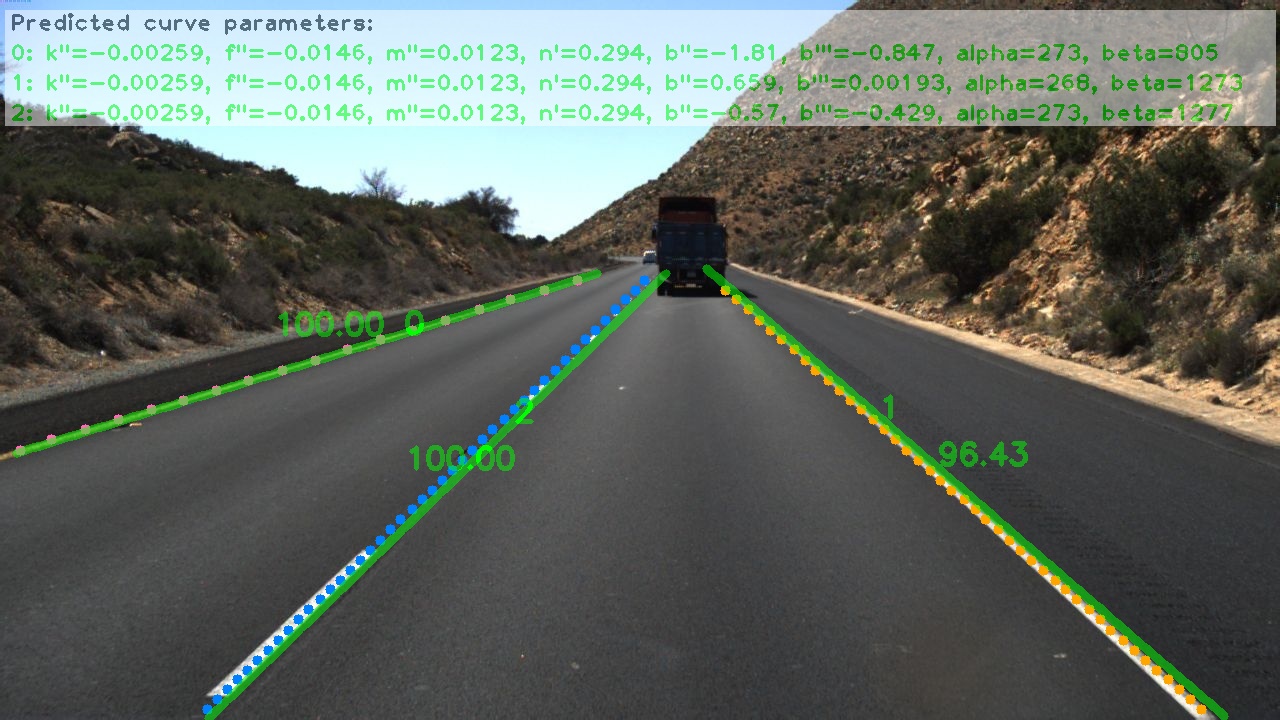 Predicted curve parameters:
0: k''=-0.00259, f''=-0.0146, m''=0.0123, n'=0.294, b''=-1.81, b'''=-0.847, alpha=273, beta=805
1: k''=-0.00259, f''=-0.0146, m''=0.0123, n'=0.294, b''=0.659, b'''=0.00193, alpha=268, beta=1273
2: k''=-0.00259, f''=-0.0146, m''=0.0123, n'=0.294, b''=-0.57, b'''=-0.429, alpha=273, beta=1277
100.00 0
2 1
100.00 96.43